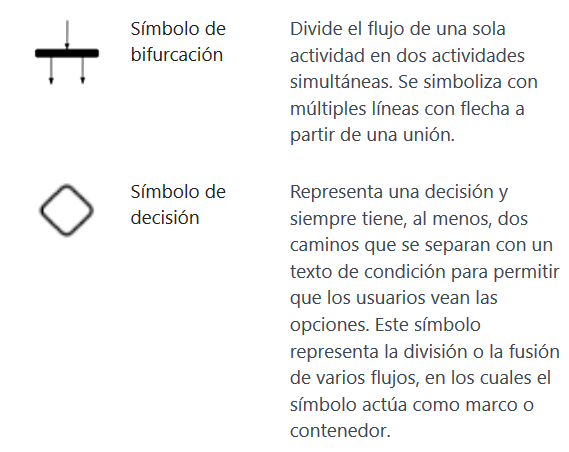 Símbolo de
bifurcación
Divide el flujo de una sola
actividad en dos actividades
simultáneas. Se simboliza con
múltiples líneas con flecha a
partir de una unión.
Símbolo de
decisión
Representa una decisión y
siempre tiene, al menos, dos
caminos que se separan con un
texto de condición para permitir
que los usuarios vean las
opciones. Este símbolo
representa la división o la fusión
de varios flujos, en los cuales el
símbolo actúa como marco o
contenedor.